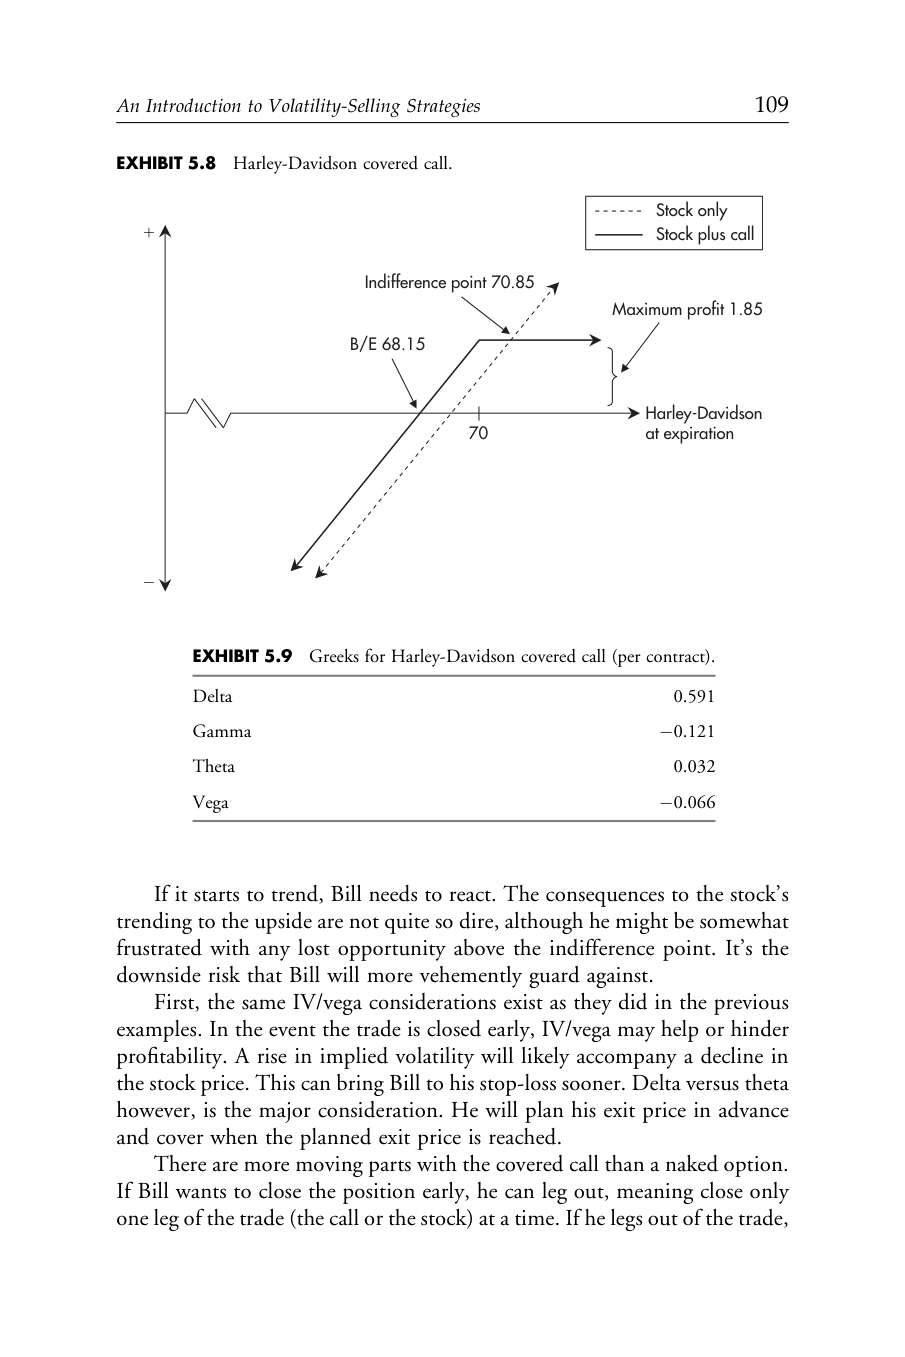 An Introduction to Volatility-Selling Strategies 109
EXHIBIT 5.8 Harley-Davidson covered call.
Stock only
Stock plus call
+
Indifference point 70.85
Maximum profit 1.85
B/E 68.15
Harley-Davidson
at expiration
70
−
EXHIBIT 5.9 Greeks for Harley-Davidson covered call (per contract).
Delta 0.591
Gamma −0.121
Theta 0.032
Vega −0.066
If it starts to trend, Bill needs to react. The consequences to the stock’s
trending to the upside are not quite so dire, although he might be somewhat
frustrated with any lost opportunity above the indifference point. It’s the
downside risk that Bill will more vehemently guard against.
First, the same IV/vega considerations exist as they did in the previous
examples. In the event the trade is closed early, IV/vega may help or hinder
profitability. A rise in implied volatility will likely accompany a decline in
the stock price. This can bring Bill to his stop-loss sooner. Delta versus theta
however, is the major consideration. He will plan his exit price in advance
and cover when the planned exit price is reached.
There are more moving parts with the covered call than a naked option.
If Bill wants to close the position early, he can leg out, meaning close only
one leg of the trade (the call or the stock) at a time. If he legs out of the trade,